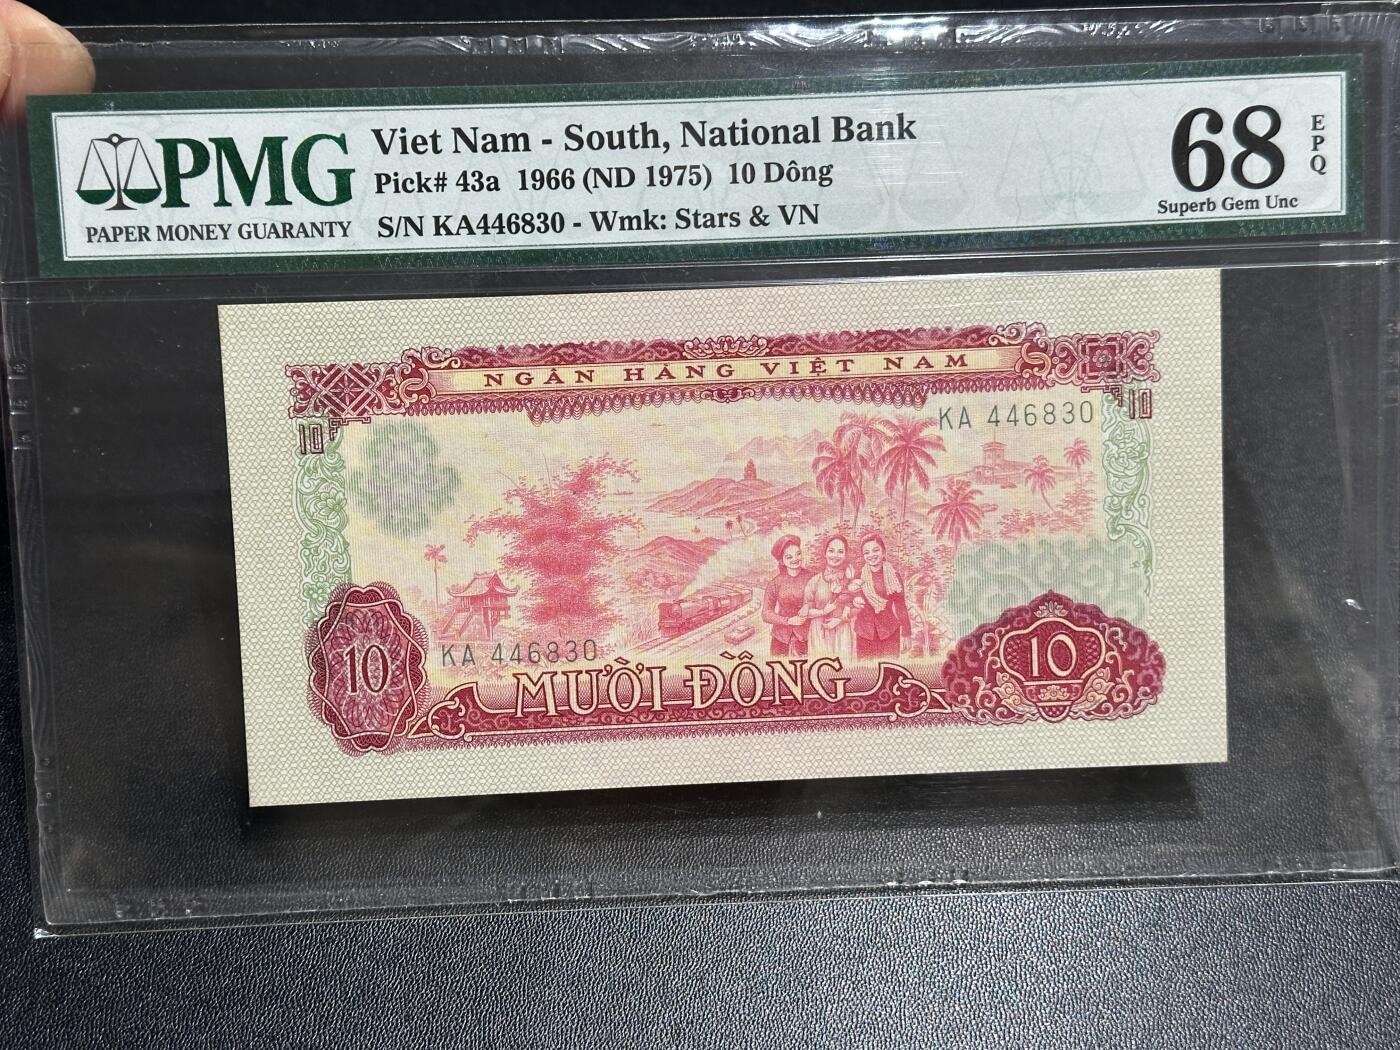 PMG
PAPER MONEY GUARANTY
Viet Nam - South, National Bank
Pick# 43a 1966 (ND 1975) 10 Dông
S/N KA446830 - Wmk: Stars & VN
68
EPQ
Superb Gem Unc
NGÂN HÀNG VIỆT NAM
10
10
KA 446830
KA 446830
10
MƯỜI ĐỒNG
10